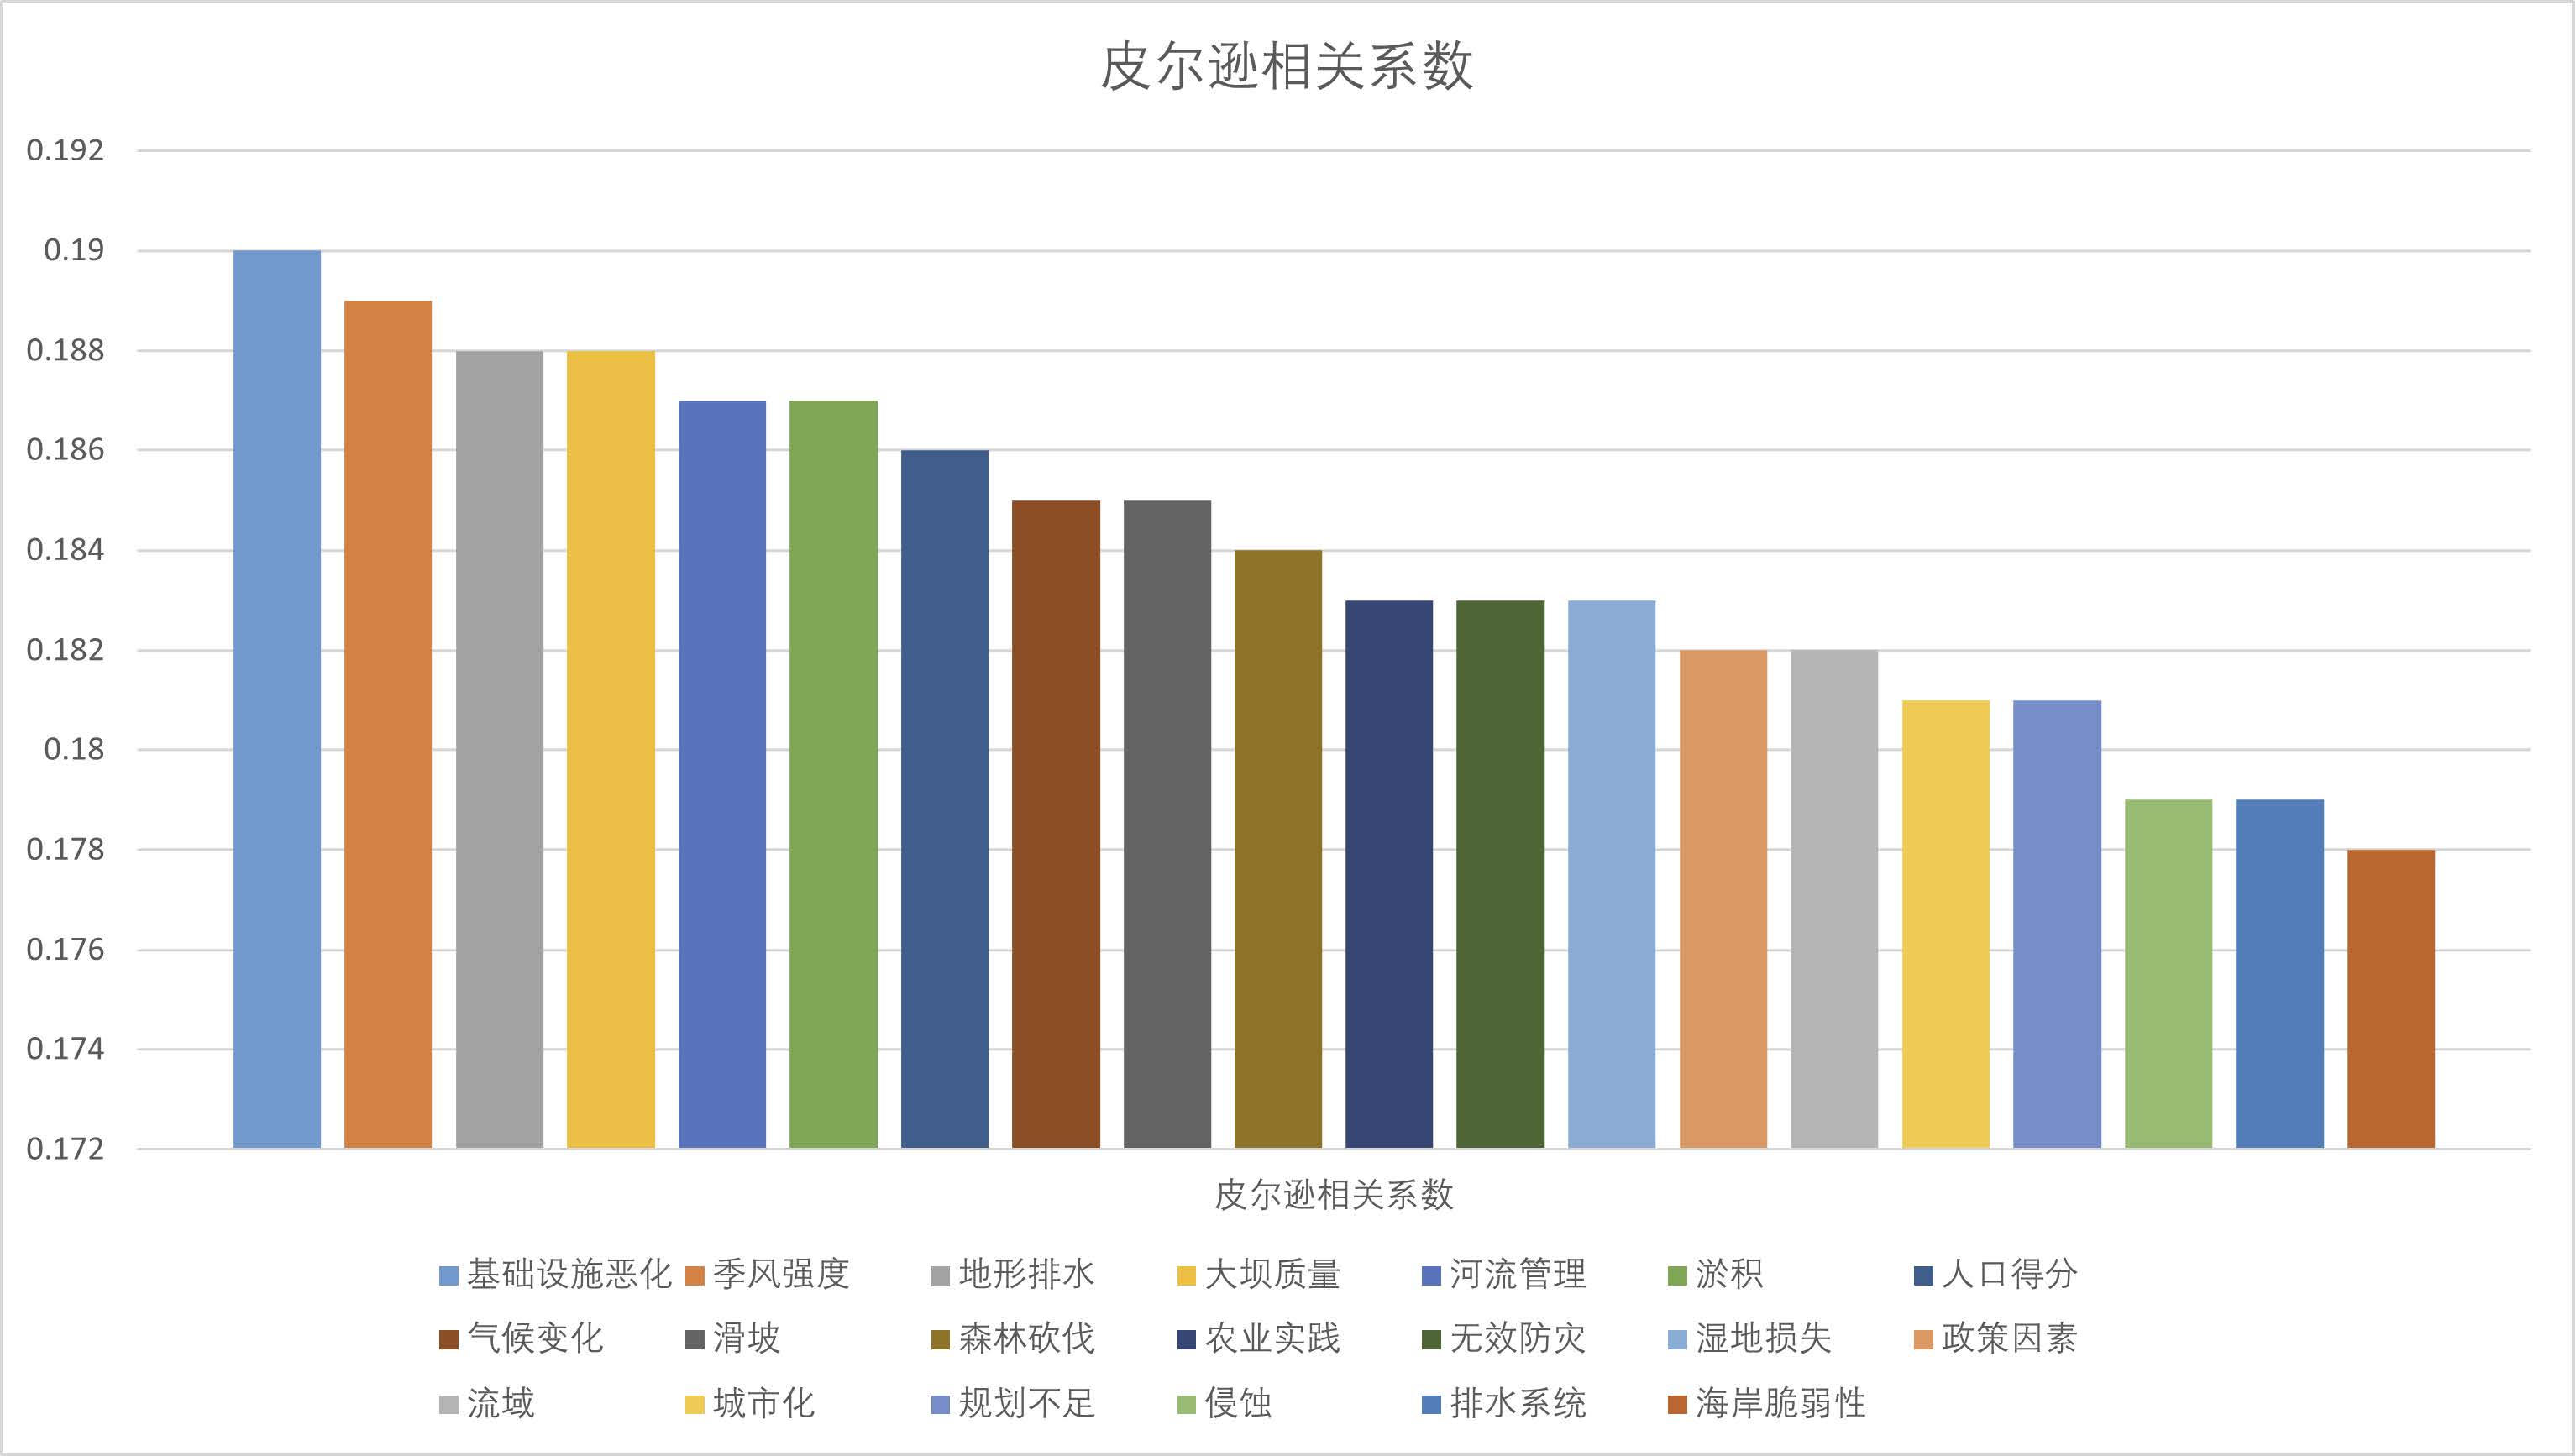 皮尔逊相关系数
0.192
0.19
0.188
0.186
0.184
0.182
0.18
0.178
0.176
0.174
0.172
皮尔逊相关系数
基础设施恶化 季风强度 地形排水 大坝质量 河流管理 淤积 人口得分
气候变化 滑坡 森林砍伐 农业实践 无效防灾 湿地损失 政策因素
流域 城市化 规划不足 侵蚀 排水系统 海岸脆弱性